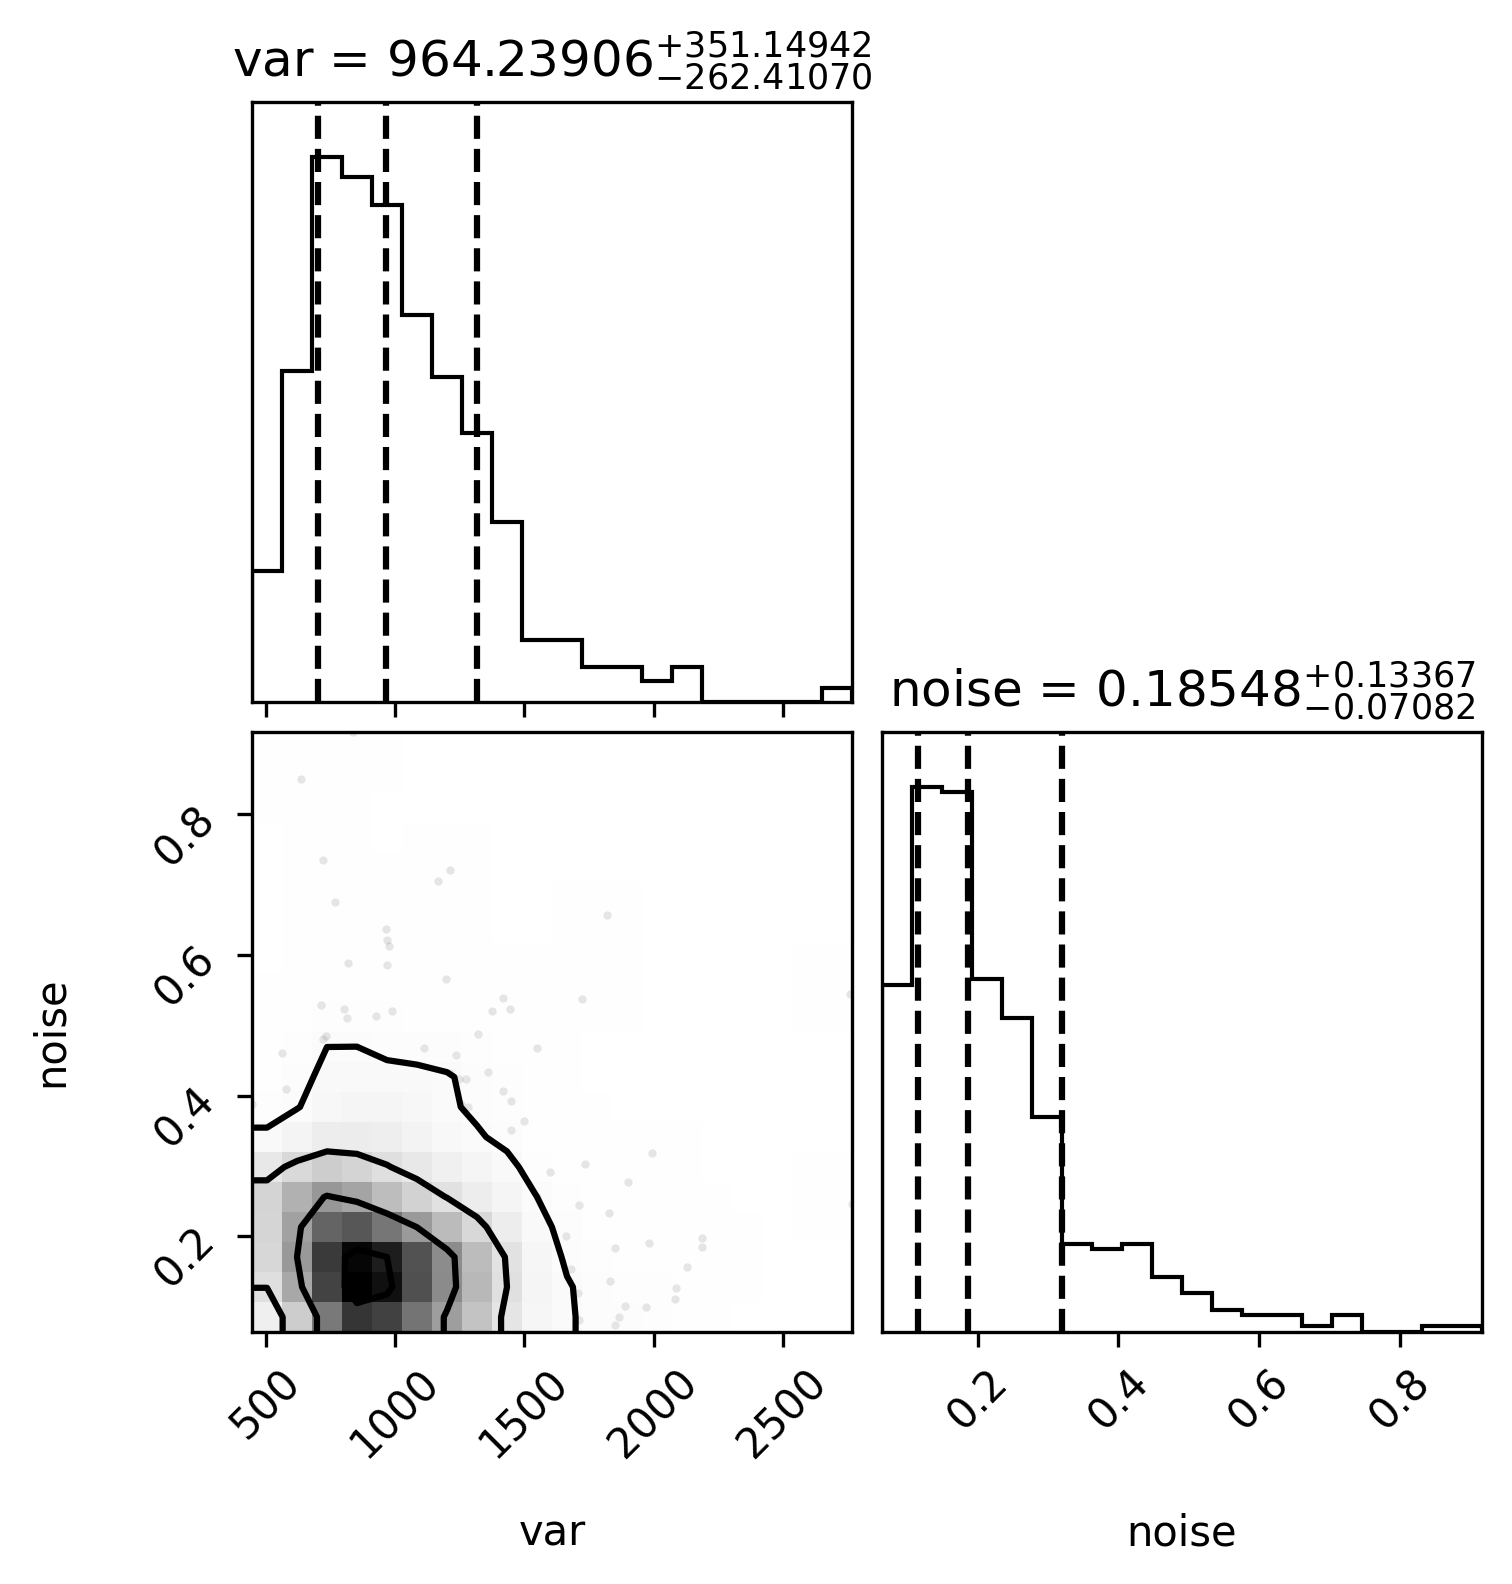 var = 964.23906+351.14942−262.41070
noise = 0.18548+0.13367−0.07082
0.8
0.6
0.4
0.2
noise
500 1000 1500 2000 2500
0.2 0.4 0.6 0.8
var
noise